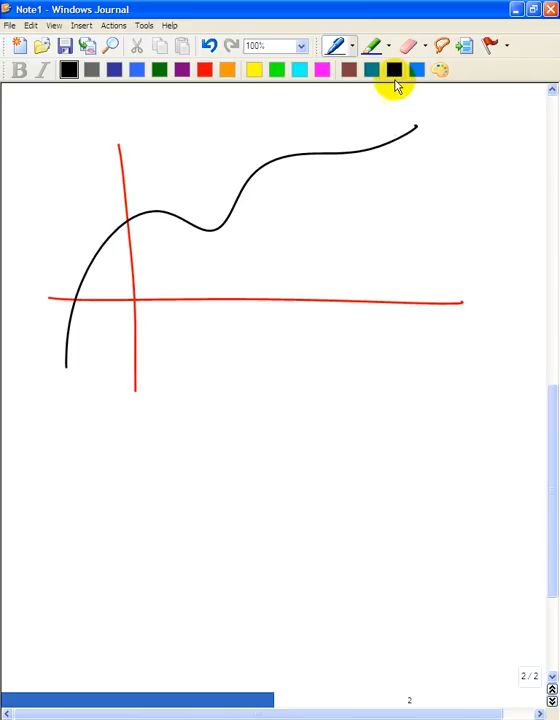 Note1 - Windows Journal
File Edit View Insert Actions Tools Help
100%
B I
2 / 2
2